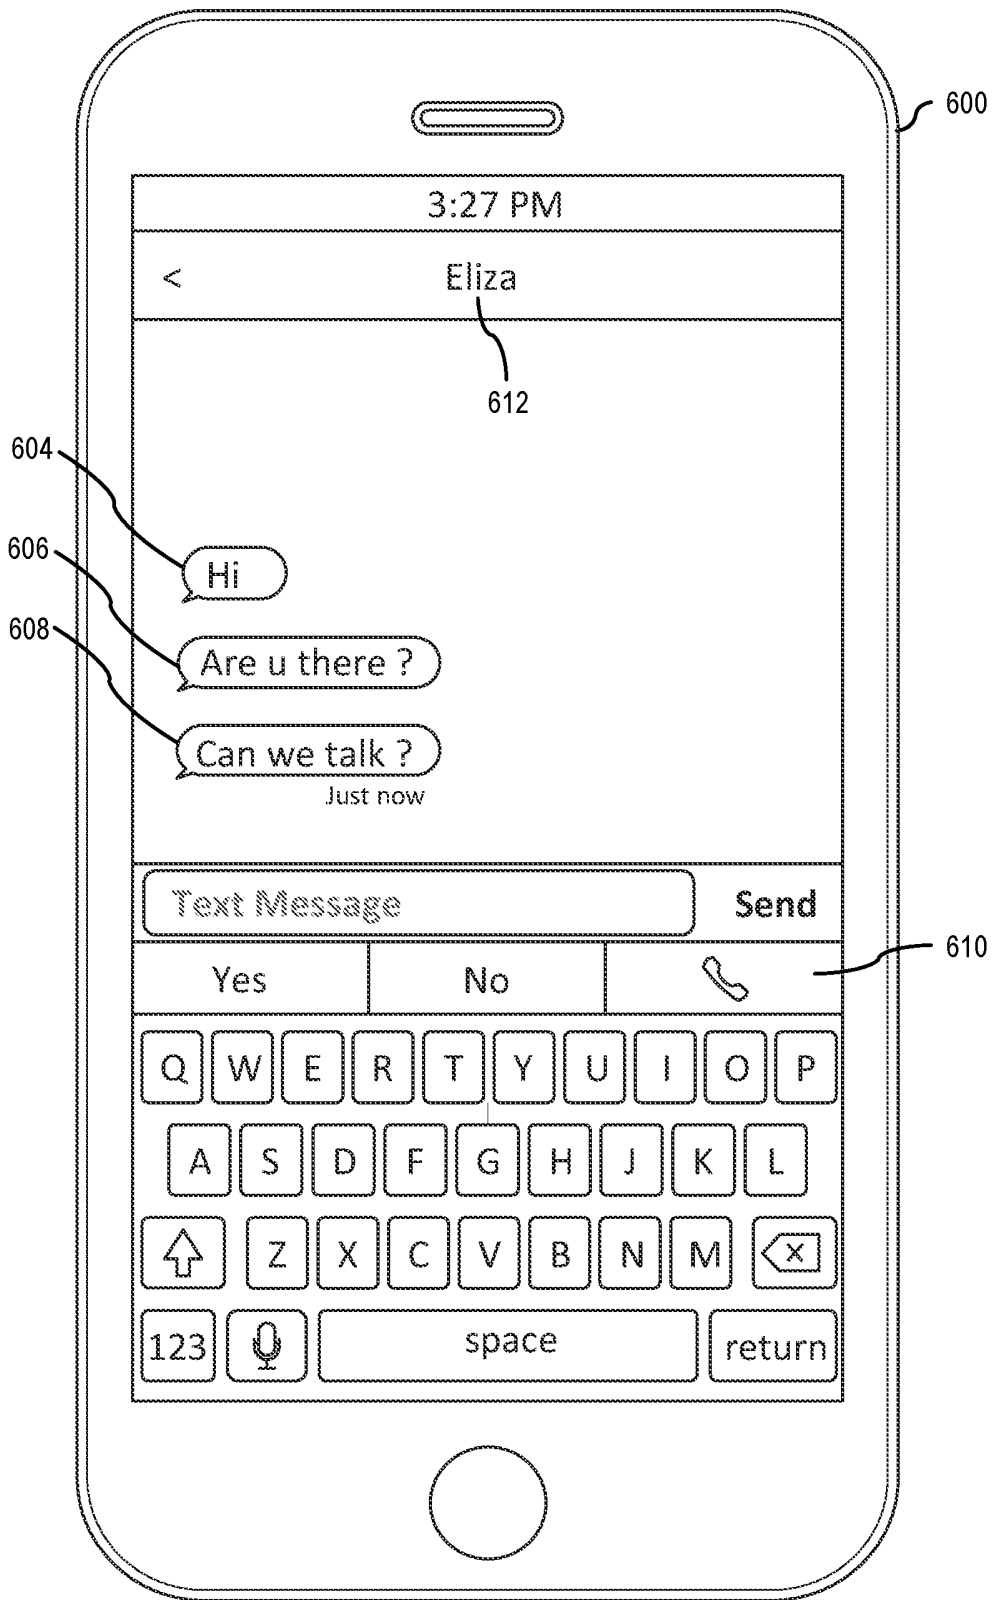 600
3:27 PM
< Eliza
612
604
Hi
606
Are u there ?
608
Can we talk ?
Just now
Text Message Send
610
Yes No
Q W E R T Y U I O P
A S D F G H J K L
Z X C V B N M
123 space return